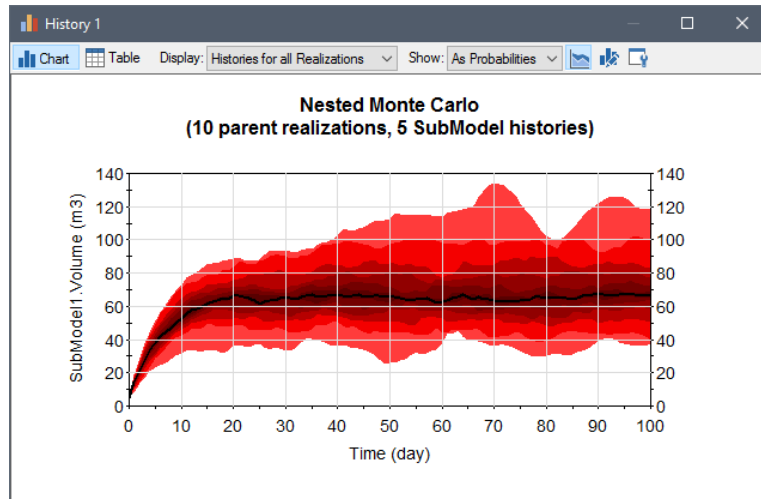 History 1
Chart Table Display: Histories for all Realizations Show: As Probabilities
Nested Monte Carlo
(10 parent realizations, 5 SubModel histories)
140 140
120 120
100 100
80 80
60 60
40 40
20 20
0 0
SubModel1.Volume (m3)
0 10 20 30 40 50 60 70 80 90 100
Time (day)